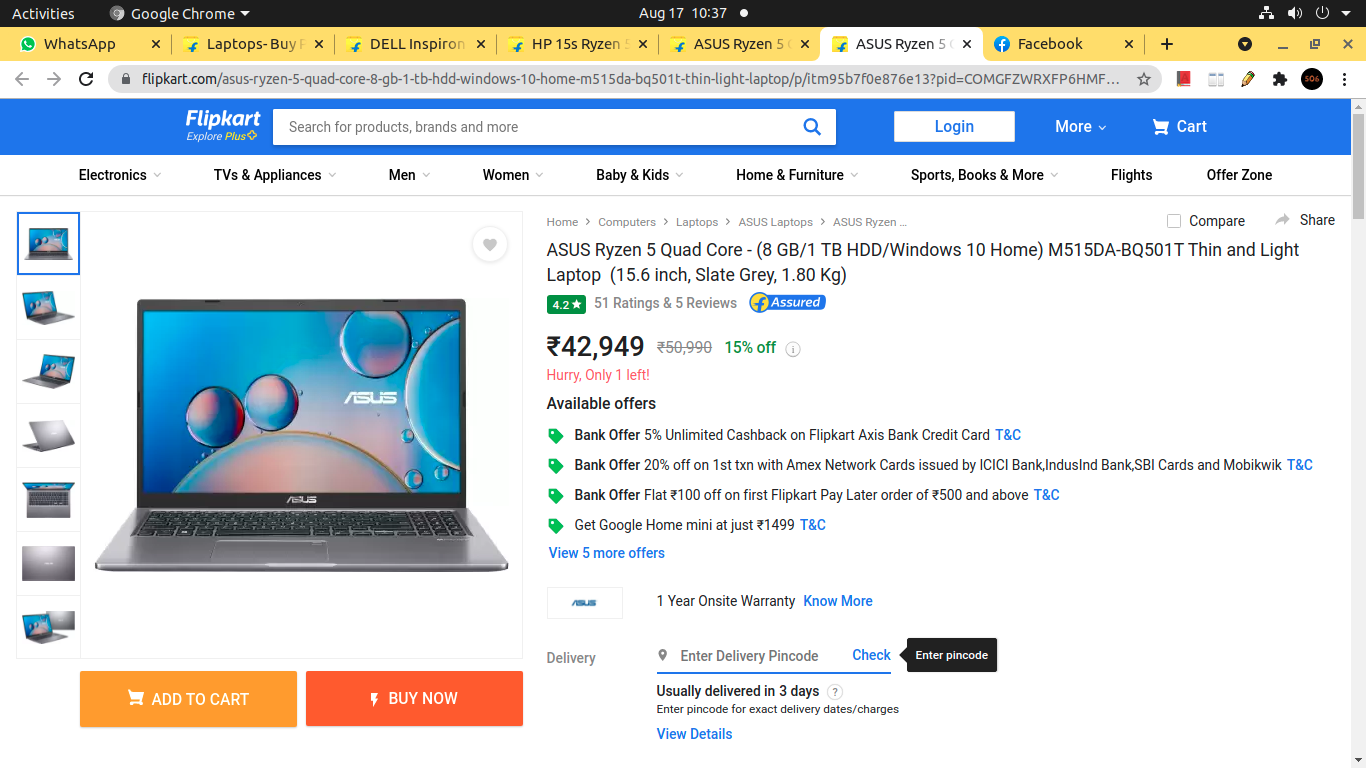 Activities
Google Chrome
Aug 17 10:37
WhatsApp
Laptops- Buy
DELL Inspiron
HP 15s Ryzen
ASUS Ryzen 5
ASUS Ryzen 5
Facebook
flipkart.com/asus-ryzen-5-quad-core-8-gb-1-tb-hdd-windows-10-home-m515da-bq501t-thin-light-laptop/p/itm95b7f0e876e13?pid=COMGFZWRXFP6HMF...
Flipkart
Explore Plus
Search for products, brands and more
Login
More
Cart
Electronics
TVs & Appliances
Men
Women
Baby & Kids
Home & Furniture
Sports, Books & More
Flights
Offer Zone
Home
Computers
Laptops
ASUS Laptops
ASUS Ryzen ...
Compare
Share
ASUS Ryzen 5 Quad Core - (8 GB/1 TB HDD/Windows 10 Home) M515DA-BQ501T Thin and Light
Laptop (15.6 inch, Slate Grey, 1.80 Kg)
4.2★
51 Ratings & 5 Reviews
Assured
₹42,949
₹50,990
15% off
Hurry, Only 1 left!
Available offers
Bank Offer 5% Unlimited Cashback on Flipkart Axis Bank Credit Card T&C
Bank Offer 20% off on 1st txn with Amex Network Cards issued by ICICI Bank,IndusInd Bank,SBI Cards and Mobikwik T&C
Bank Offer Flat ₹100 off on first Flipkart Pay Later order of ₹500 and above T&C
Get Google Home mini at just ₹1499 T&C
View 5 more offers
ASUS
1 Year Onsite Warranty Know More
Delivery
Enter Delivery Pincode
Check
Enter pincode
Usually delivered in 3 days ?
Enter pincode for exact delivery dates/charges
View Details
ASUS
ASUS
ADD TO CART
BUY NOW